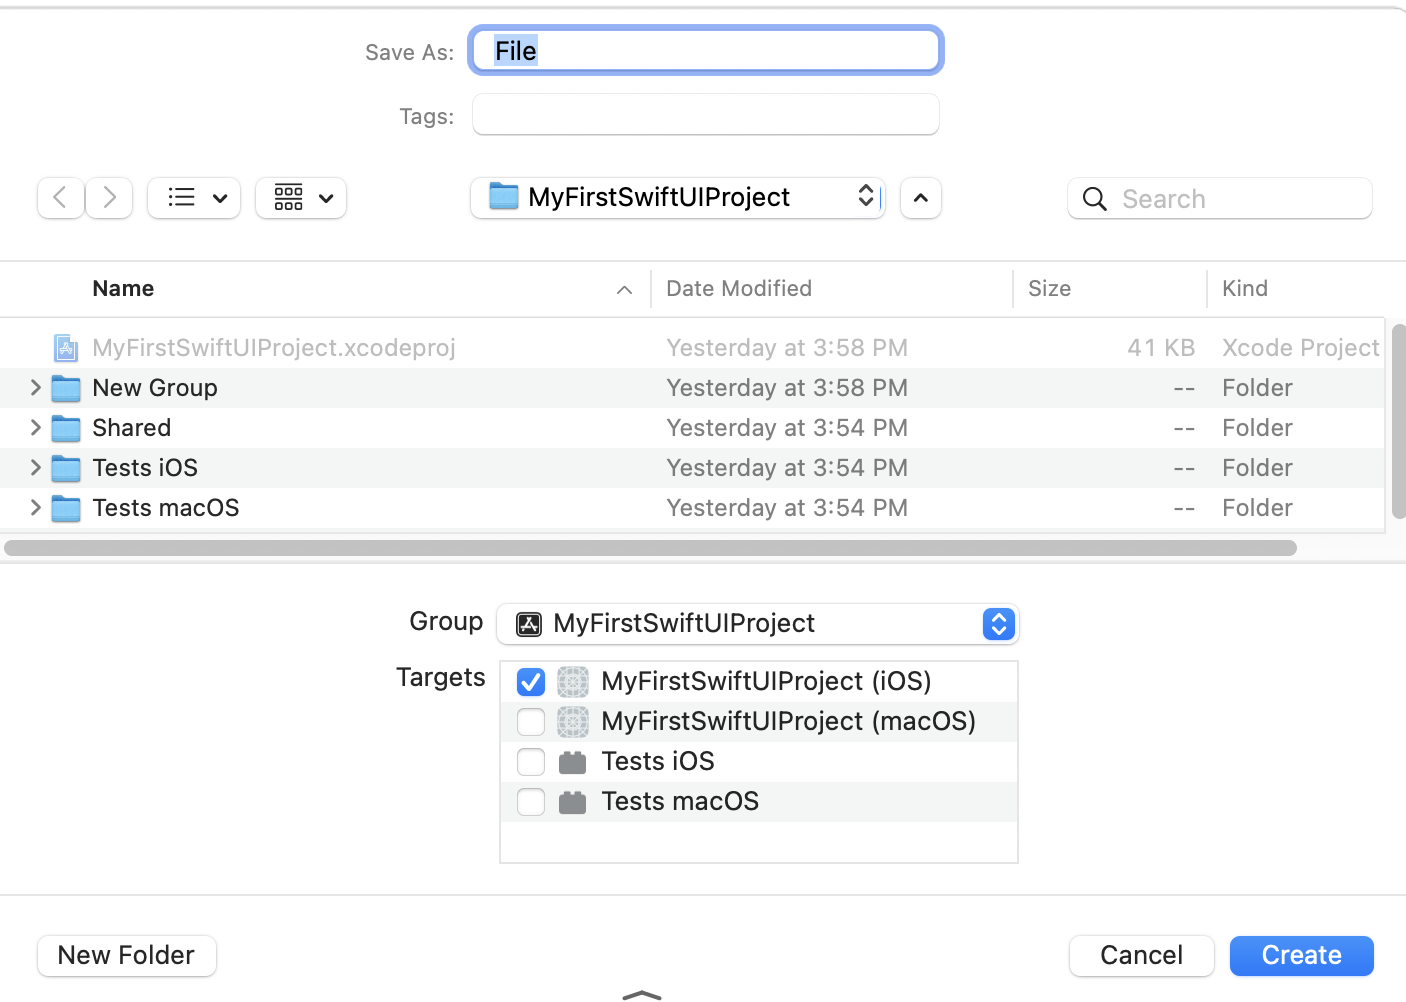 Save As: File
Tags:
MyFirstSwiftUIProject
Search
Name Date Modified Size Kind
MyFirstSwiftUIProject.xcodeproj Yesterday at 3:58 PM 41 KB Xcode Project
New Group Yesterday at 3:58 PM -- Folder
Shared Yesterday at 3:54 PM -- Folder
Tests iOS Yesterday at 3:54 PM -- Folder
Tests macOS Yesterday at 3:54 PM -- Folder
Group MyFirstSwiftUIProject
Targets MyFirstSwiftUIProject (iOS)
MyFirstSwiftUIProject (macOS)
Tests iOS
Tests macOS
New Folder Cancel Create